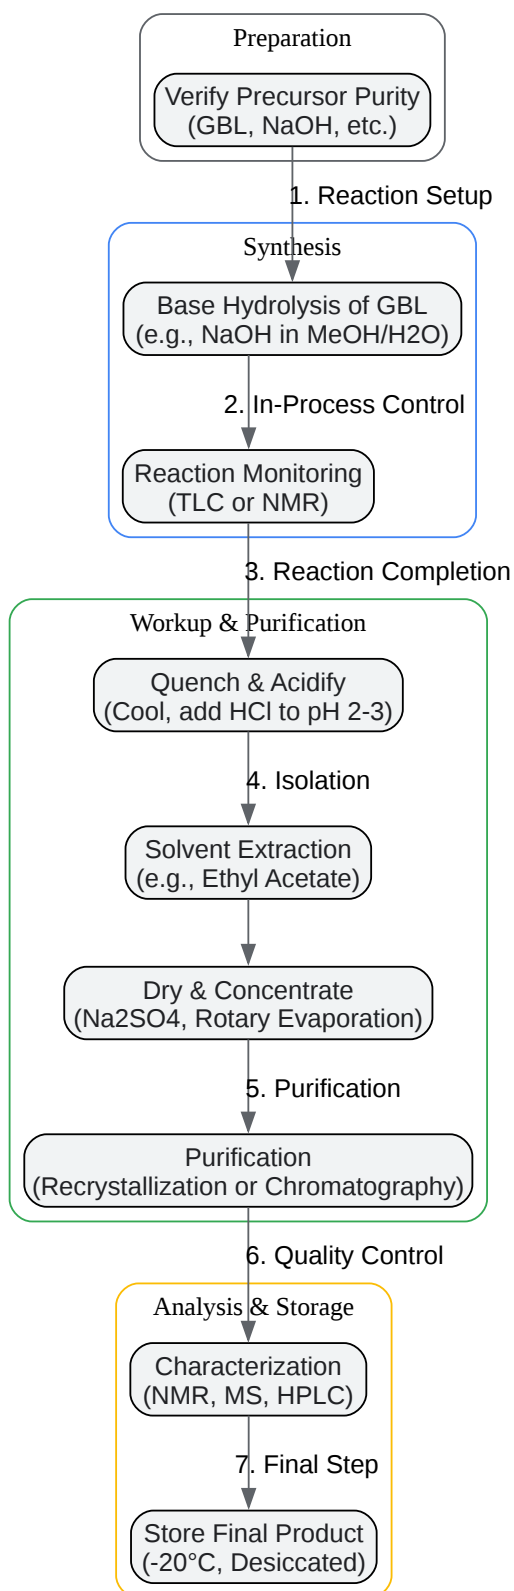 Preparation
Verify Precursor Purity
(GBL, NaOH, etc.)
1. Reaction Setup
Synthesis
Base Hydrolysis of GBL
(e.g., NaOH in MeOH/H2O)
2. In-Process Control
Reaction Monitoring
(TLC or NMR)
3. Reaction Completion
Workup & Purification
Quench & Acidify
(Cool, add HCl to pH 2-3)
4. Isolation
Solvent Extraction
(e.g., Ethyl Acetate)
Dry & Concentrate
(Na2SO4, Rotary Evaporation)
5. Purification
Purification
(Recrystallization or Chromatography)
6. Quality Control
Analysis & Storage
Characterization
(NMR, MS, HPLC)
7. Final Step
Store Final Product
(-20°C, Desiccated)